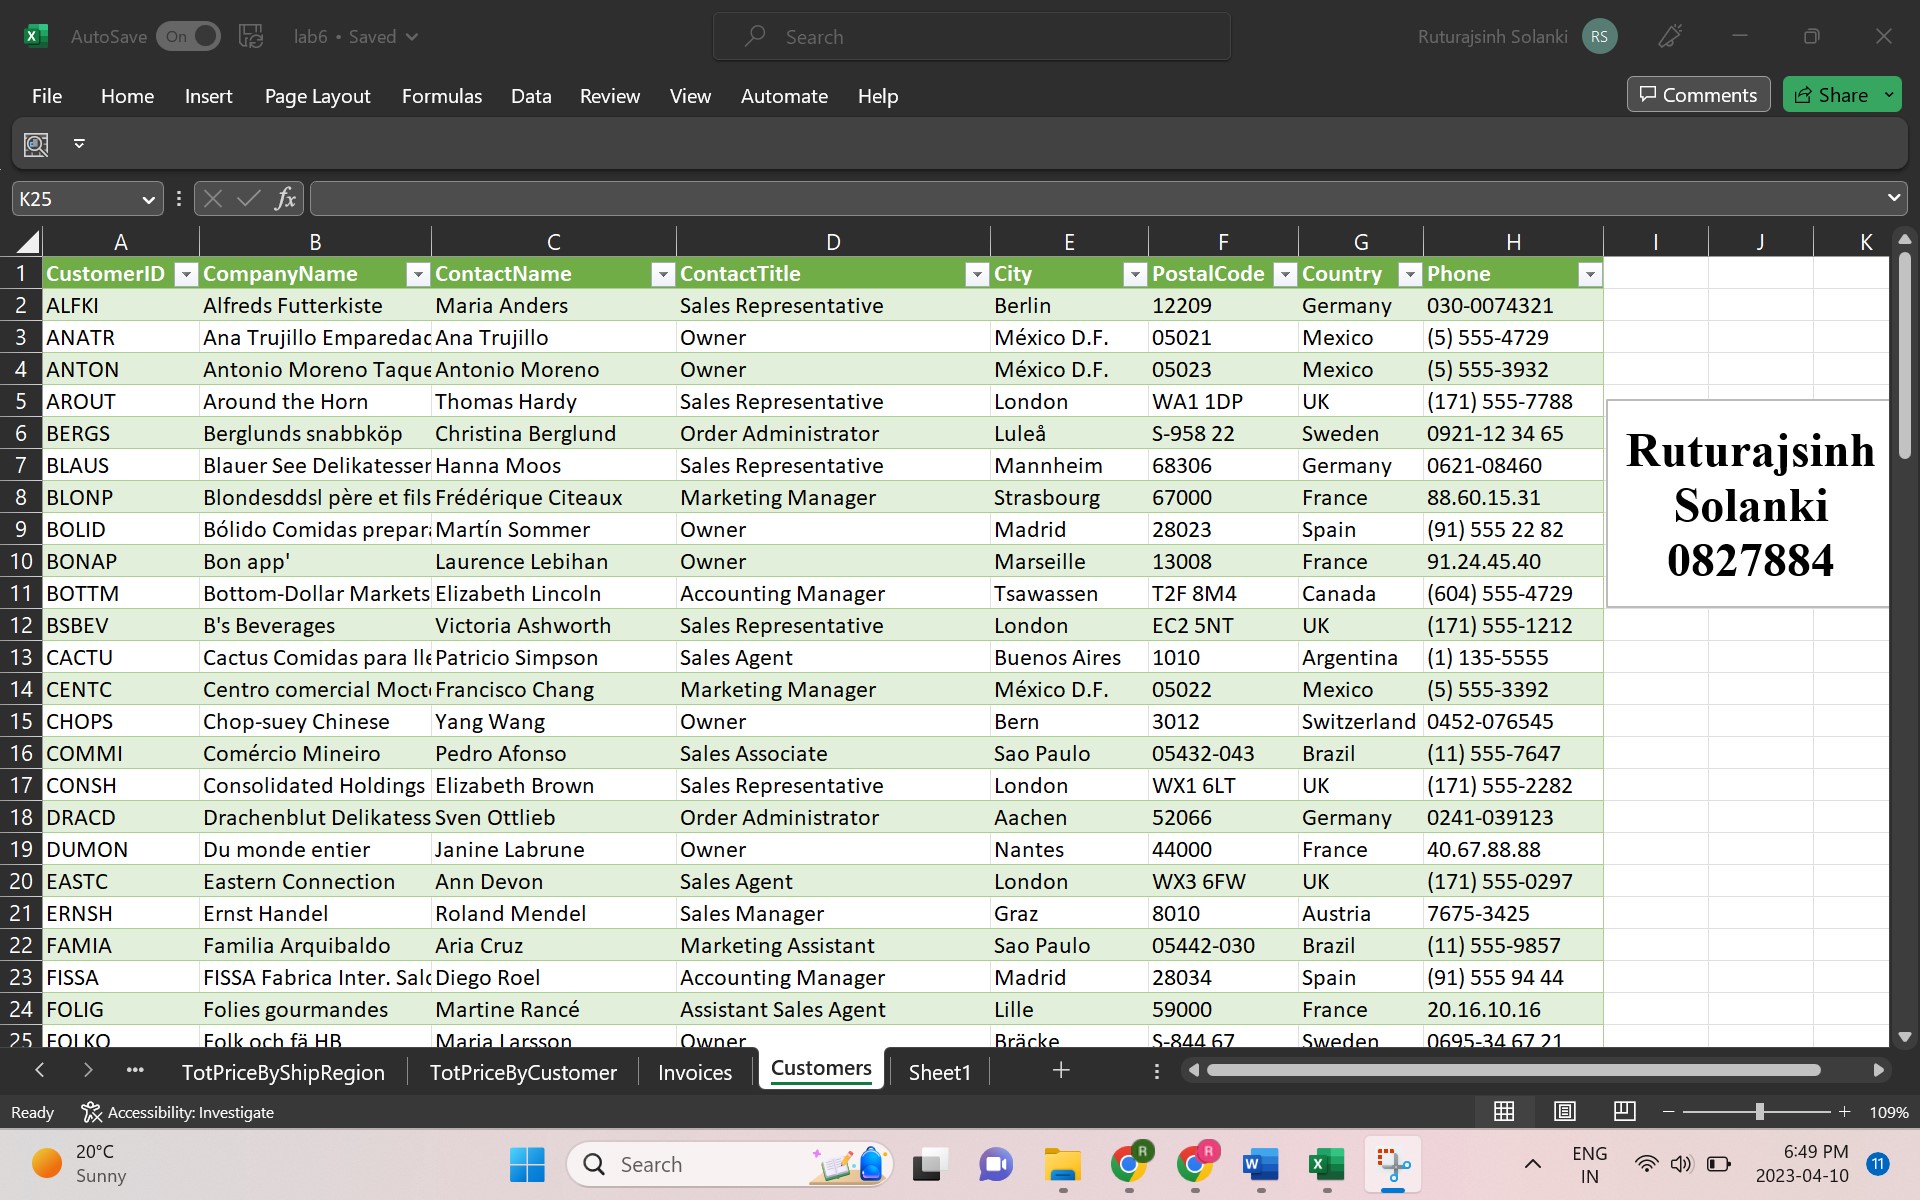 AutoSave On lab6 • Saved Search Ruturajsinh Solanki RS
File Home Insert Page Layout Formulas Data Review View Automate Help Comments Share
K25 fx
A B C D E F G H I J K
1 CustomerID CompanyName ContactName ContactTitle City PostalCode Country Phone
2 ALFKI Alfreds Futterkiste Maria Anders Sales Representative Berlin 12209 Germany 030-0074321
3 ANATR Ana Trujillo Emparedad Ana Trujillo Owner México D.F. 05021 Mexico (5) 555-4729
4 ANTON Antonio Moreno Taque Antonio Moreno Owner México D.F. 05023 Mexico (5) 555-3932
5 AROUT Around the Horn Thomas Hardy Sales Representative London WA1 1DP UK (171) 555-7788
6 BERGS Berglunds snabbköp Christina Berglund Order Administrator Luleå S-958 22 Sweden 0921-12 34 65
7 BLAUS Blauer See Delikatesser Hanna Moos Sales Representative Mannheim 68306 Germany 0621-08460
8 BLONP Blondesddsl père et fils Frédérique Citeaux Marketing Manager Strasbourg 67000 France 88.60.15.31
9 BOLID Bólido Comidas prepara Martín Sommer Owner Madrid 28023 Spain (91) 555 22 82
10 BONAP Bon app' Laurence Lebihan Owner Marseille 13008 France 91.24.45.40
11 BOTTM Bottom-Dollar Markets Elizabeth Lincoln Accounting Manager Tsawassen T2F 8M4 Canada (604) 555-4729
12 BSBEV B's Beverages Victoria Ashworth Sales Representative London EC2 5NT UK (171) 555-1212
13 CACTU Cactus Comidas para lle Patricio Simpson Sales Agent Buenos Aires 1010 Argentina (1) 135-5555
14 CENTC Centro comercial Mocte Francisco Chang Marketing Manager México D.F. 05022 Mexico (5) 555-3392
15 CHOPS Chop-suey Chinese Yang Wang Owner Bern 3012 Switzerland 0452-076545
16 COMMI Comércio Mineiro Pedro Afonso Sales Associate Sao Paulo 05432-043 Brazil (11) 555-7647
17 CONSH Consolidated Holdings Elizabeth Brown Sales Representative London WX1 6LT UK (171) 555-2282
18 DRACD Drachenblut Delikatess Sven Ottlieb Order Administrator Aachen 52066 Germany 0241-039123
19 DUMON Du monde entier Janine Labrune Owner Nantes 44000 France 40.67.88.88
20 EASTC Eastern Connection Ann Devon Sales Agent London WX3 6FW UK (171) 555-0297
21 ERNSH Ernst Handel Roland Mendel Sales Manager Graz 8010 Austria 7675-3425
22 FAMIA Familia Arquibaldo Aria Cruz Marketing Assistant Sao Paulo 05442-030 Brazil (11) 555-9857
23 FISSA FISSA Fabrica Inter. Salc Diego Roel Accounting Manager Madrid 28034 Spain (91) 555 94 44
24 FOLIG Folies gourmandes Martine Rancé Assistant Sales Agent Lille 59000 France 20.16.10.16
25 FOLKO Folk och fä HB Maria Larsson Owner Bräcke S-844 67 Sweden 0695-34 67 21
Ruturajsinh
Solanki
0827884
TotPriceByShipRegion TotPriceByCustomer Invoices Customers Sheet1
Ready Accessibility: Investigate 109%
20°C
Sunny
Search
R R
ENG
IN
6:49 PM
2023-04-10
11